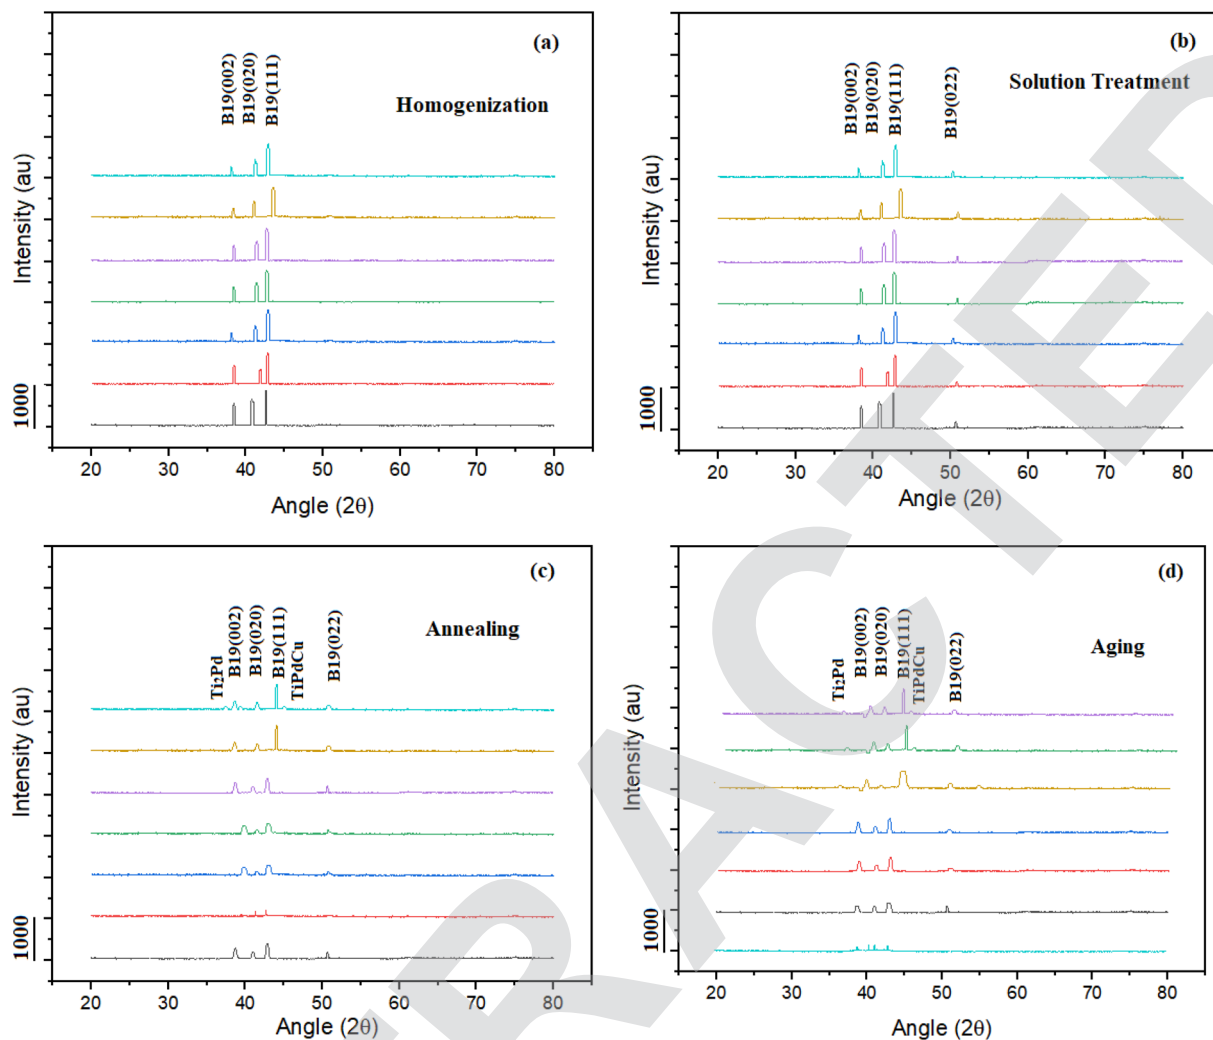 (a)
B19(002)
B19(020)
B19(111)
Homogenization
Intensity (au)
1000
20 30 40 50 60 70 80
Angle (2θ)
(b)
B19(002)
B19(020)
B19(111)
B19(022)
Solution Treatment
Intensity (au)
1000
20 30 40 50 60 70 80
Angle (2θ)
(c)
Ti₂Pd
B19(002)
B19(020)
B19(111)
TiPdCu
B19(022)
Annealing
Intensity (au)
1000
20 30 40 50 60 70 80
Angle (2θ)
(d)
Ti₂Pd
B19(002)
B19(020)
B19(111)
TiPdCu
B19(022)
Aging
Intensity (au)
1000
20 30 40 50 60 70 80
Angle (2θ)